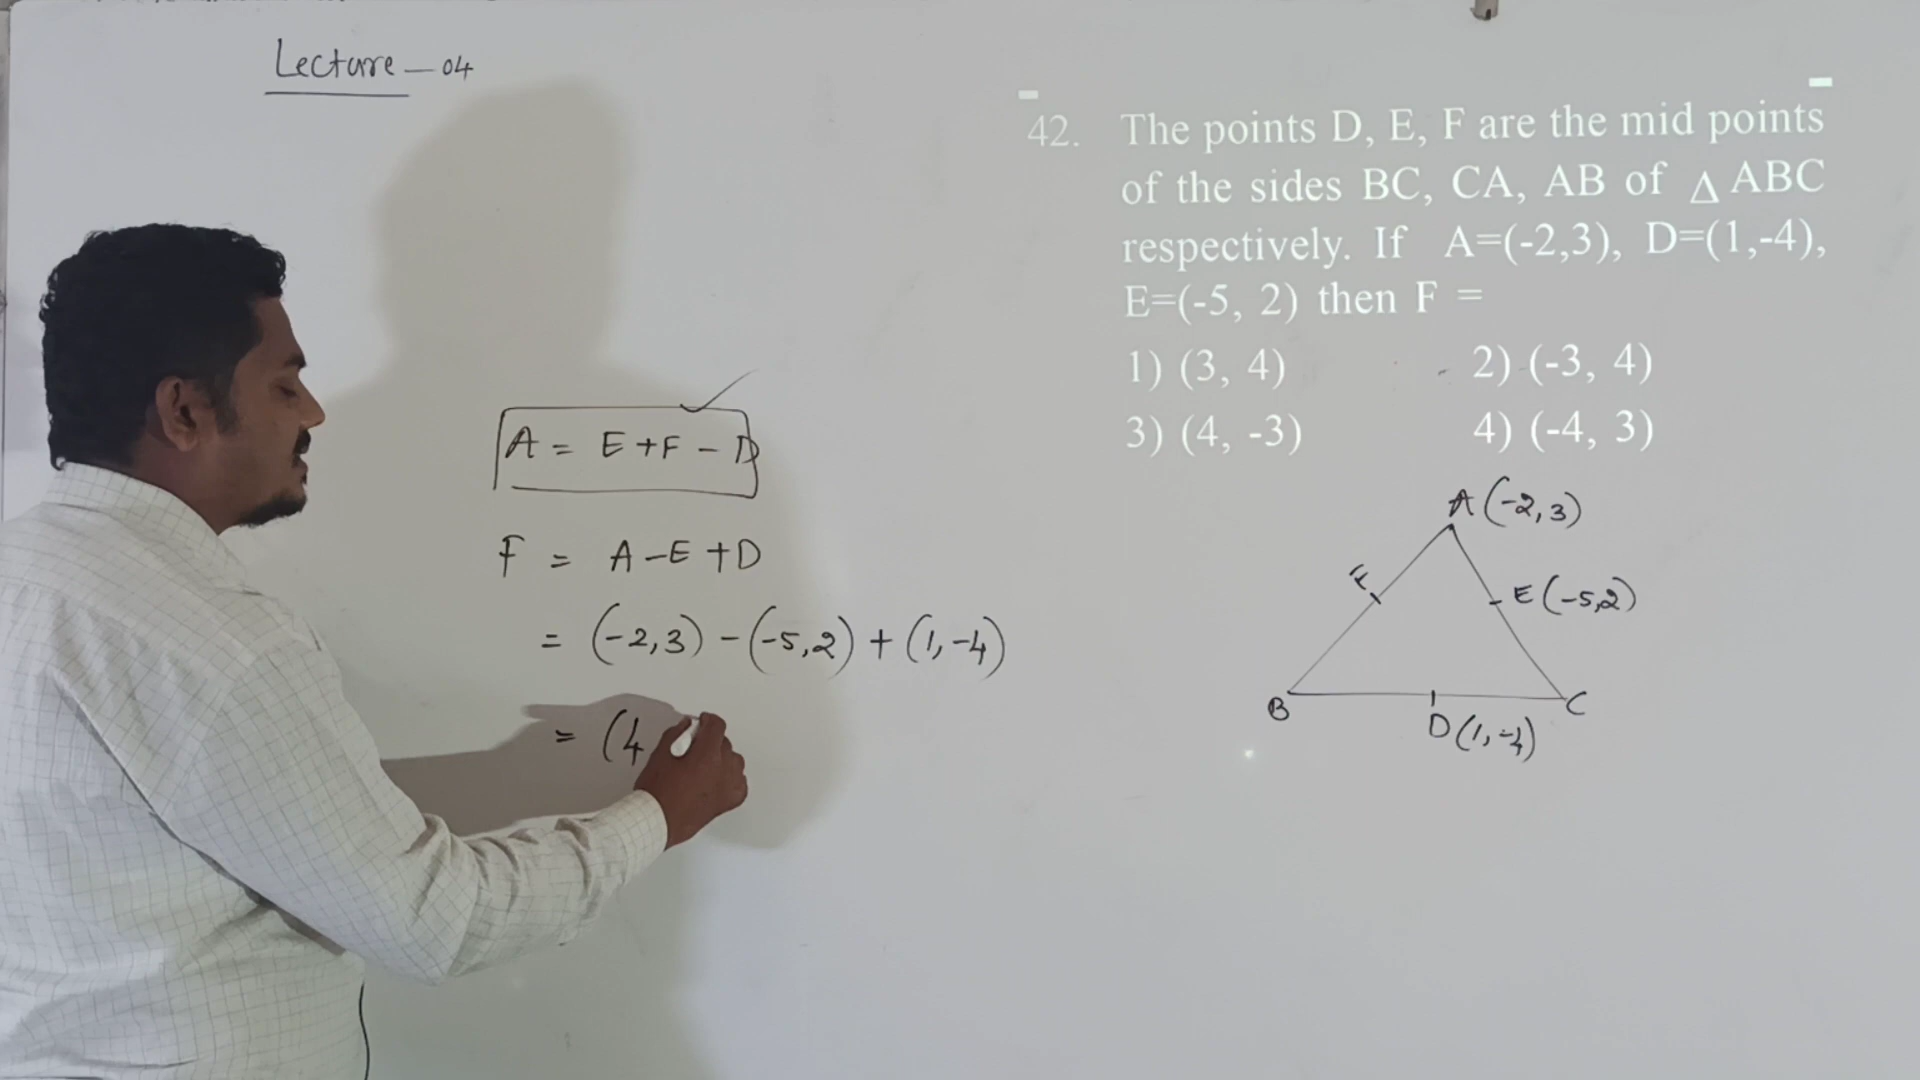 Lecture - 04
42. The points D, E, F are the mid points
of the sides BC, CA, AB of △ ABC
respectively. If A=(-2,3), D=(1,-4),
E=(-5, 2) then F =
1) (3, 4) 2) (-3, 4)
3) (4, -3) 4) (-4, 3)
A = E + F - D
F = A - E + D
= (-2,3) - (-5,2) + (1,-4)
= (4
A (-2,3)
F
E (-5,2)
B
C
D (1,-4)